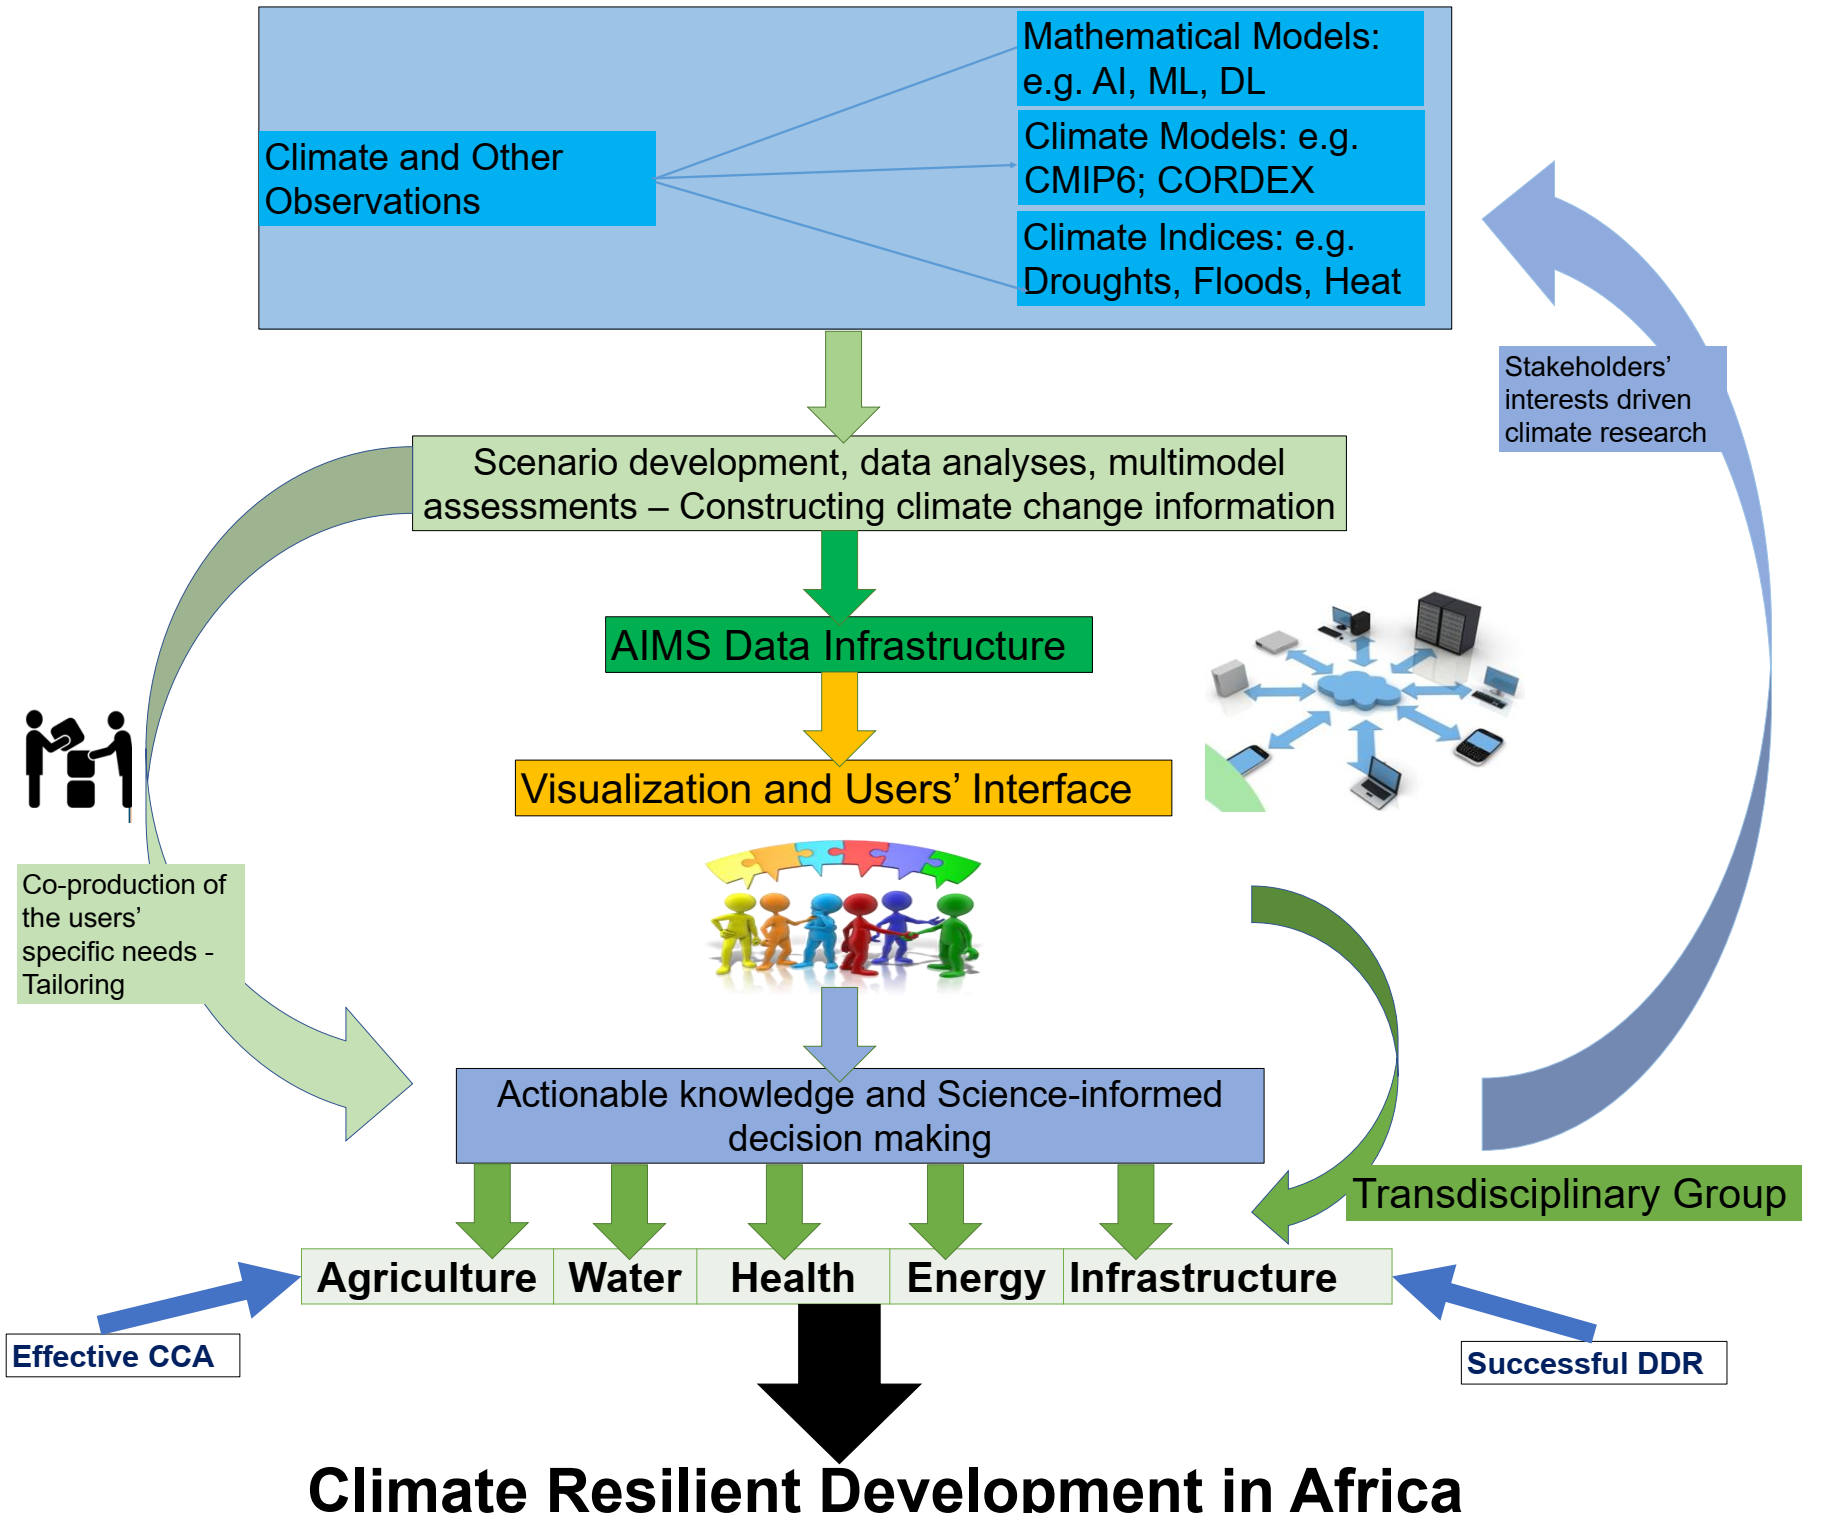 Mathematical Models:
e.g. AI, ML, DL
Climate and Other
Observations
Climate Models: e.g.
CMIP6; CORDEX
Climate Indices: e.g.
Droughts, Floods, Heat
Stakeholders’
interests driven
climate research
Scenario development, data analyses, multimodel
assessments – Constructing climate change information
AIMS Data Infrastructure
Visualization and Users’ Interface
Co-production of
the users’
specific needs -
Tailoring
Actionable knowledge and Science-informed
decision making
Transdisciplinary Group
Agriculture Water Health Energy Infrastructure
Effective CCA
Successful DDR
Climate Resilient Development in Africa